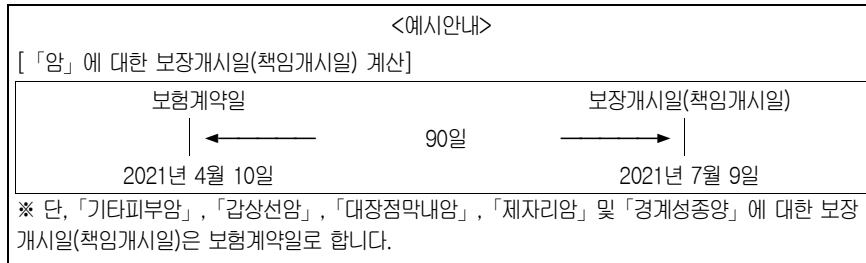 <예시안내>
[「암」에 대한 보장개시일(책임개시일) 계산]
보험계약일 보장개시일(책임개시일)
90일
2021년 4월 10일 2021년 7월 9일
※ 단,「기타피부암」,「갑상선암」,「대장점막내암」,「제자리암」및「경계성종양」에 대한 보장
개시일(책임개시일)은 보험계약일로 합니다.